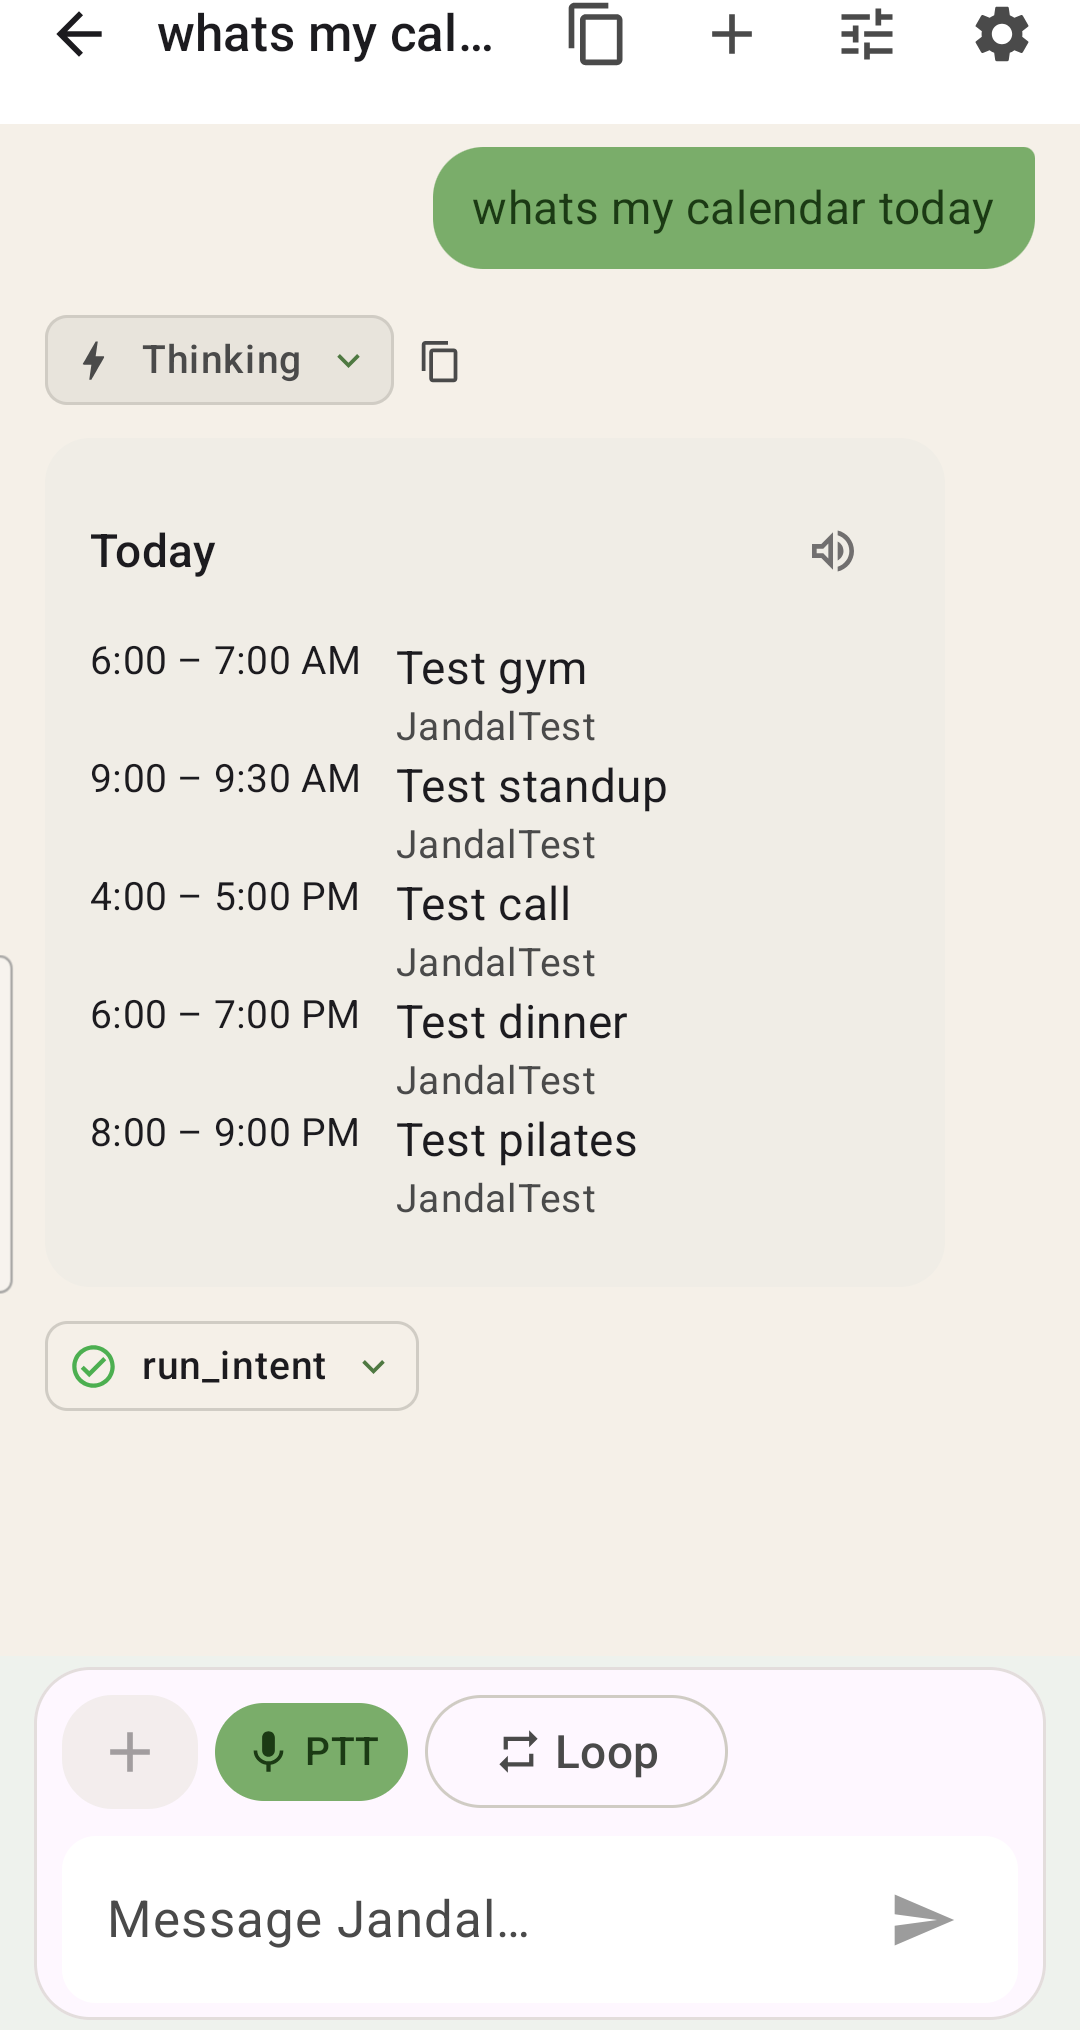 whats my cal...
whats my calendar today
Thinking
Today
6:00 – 7:00 AM Test gym
JandalTest
9:00 – 9:30 AM Test standup
JandalTest
4:00 – 5:00 PM Test call
JandalTest
6:00 – 7:00 PM Test dinner
JandalTest
8:00 – 9:00 PM Test pilates
JandalTest
run_intent
PTT Loop
Message Jandal...